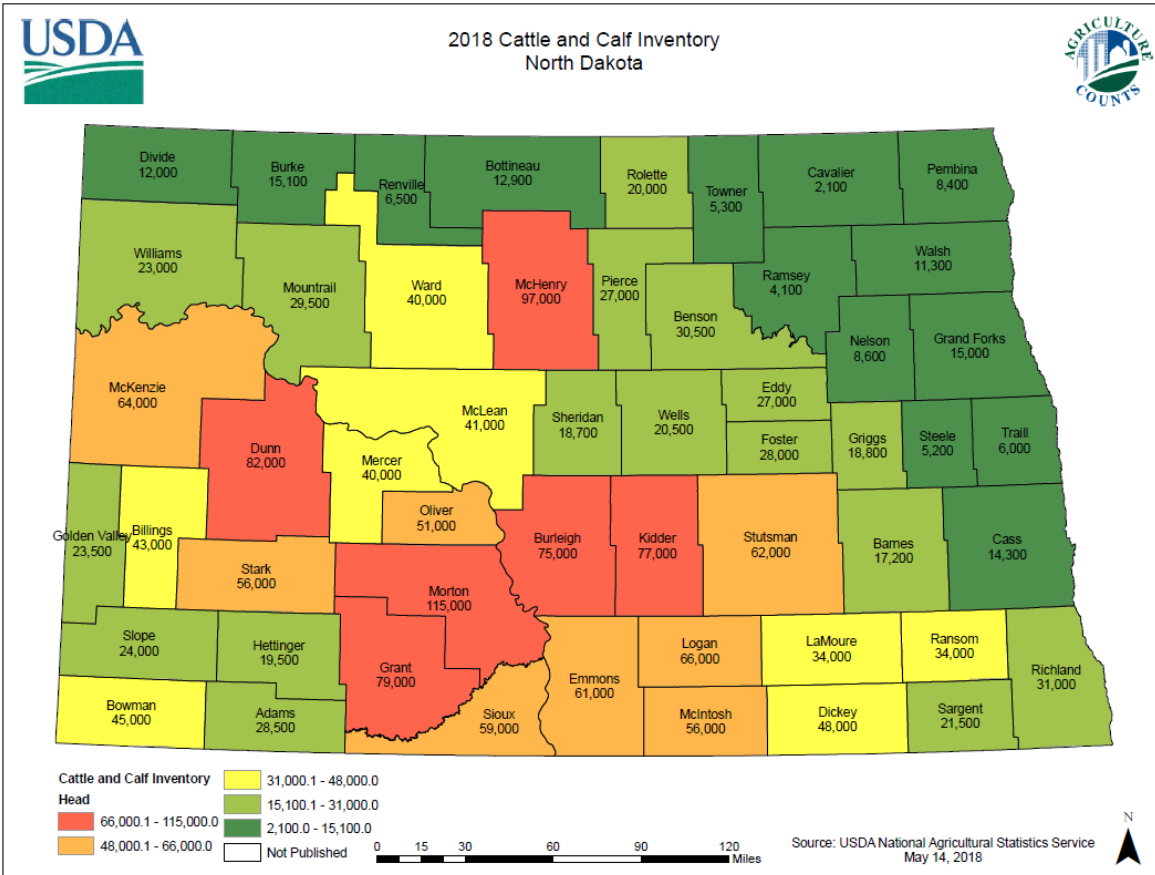 USDA
2018 Cattle and Calf Inventory
North Dakota
AGRICULTURE
COUNTS
Divide
12,000
Burke
15,100
Renville
6,500
Bottineau
12,900
Rolette
20,000
Towner
5,300
Cavalier
2,100
Pembina
8,400
Williams
23,000
Mountrail
29,500
Ward
40,000
McHenry
97,000
Pierce
27,000
Benson
30,500
Ramsey
4,100
Walsh
11,300
Nelson
8,600
Grand Forks
15,000
McKenzie
64,000
Dunn
82,000
McLean
41,000
Mercer
40,000
Oliver
51,000
Sheridan
18,700
Wells
20,500
Eddy
27,000
Foster
28,000
Griggs
18,800
Steele
5,200
Traill
6,000
Golden Valley
23,500
Billings
43,000
Stark
56,000
Morton
115,000
Burleigh
75,000
Kidder
77,000
Stutsman
62,000
Barnes
17,200
Cass
14,300
Slope
24,000
Hettinger
19,500
Grant
79,000
Emmons
61,000
Logan
66,000
LaMoure
34,000
Ransom
34,000
Richland
31,000
Bowman
45,000
Adams
28,500
Sioux
59,000
McIntosh
56,000
Dickey
48,000
Sargent
21,500
Cattle and Calf Inventory
Head
66,000.1 - 115,000.0
48,000.1 - 66,000.0
31,000.1 - 48,000.0
15,100.1 - 31,000.0
2,100.0 - 15,100.0
Not Published
0 15 30 60 90 120
Miles
Source: USDA National Agricultural Statistics Service
May 14, 2018
N